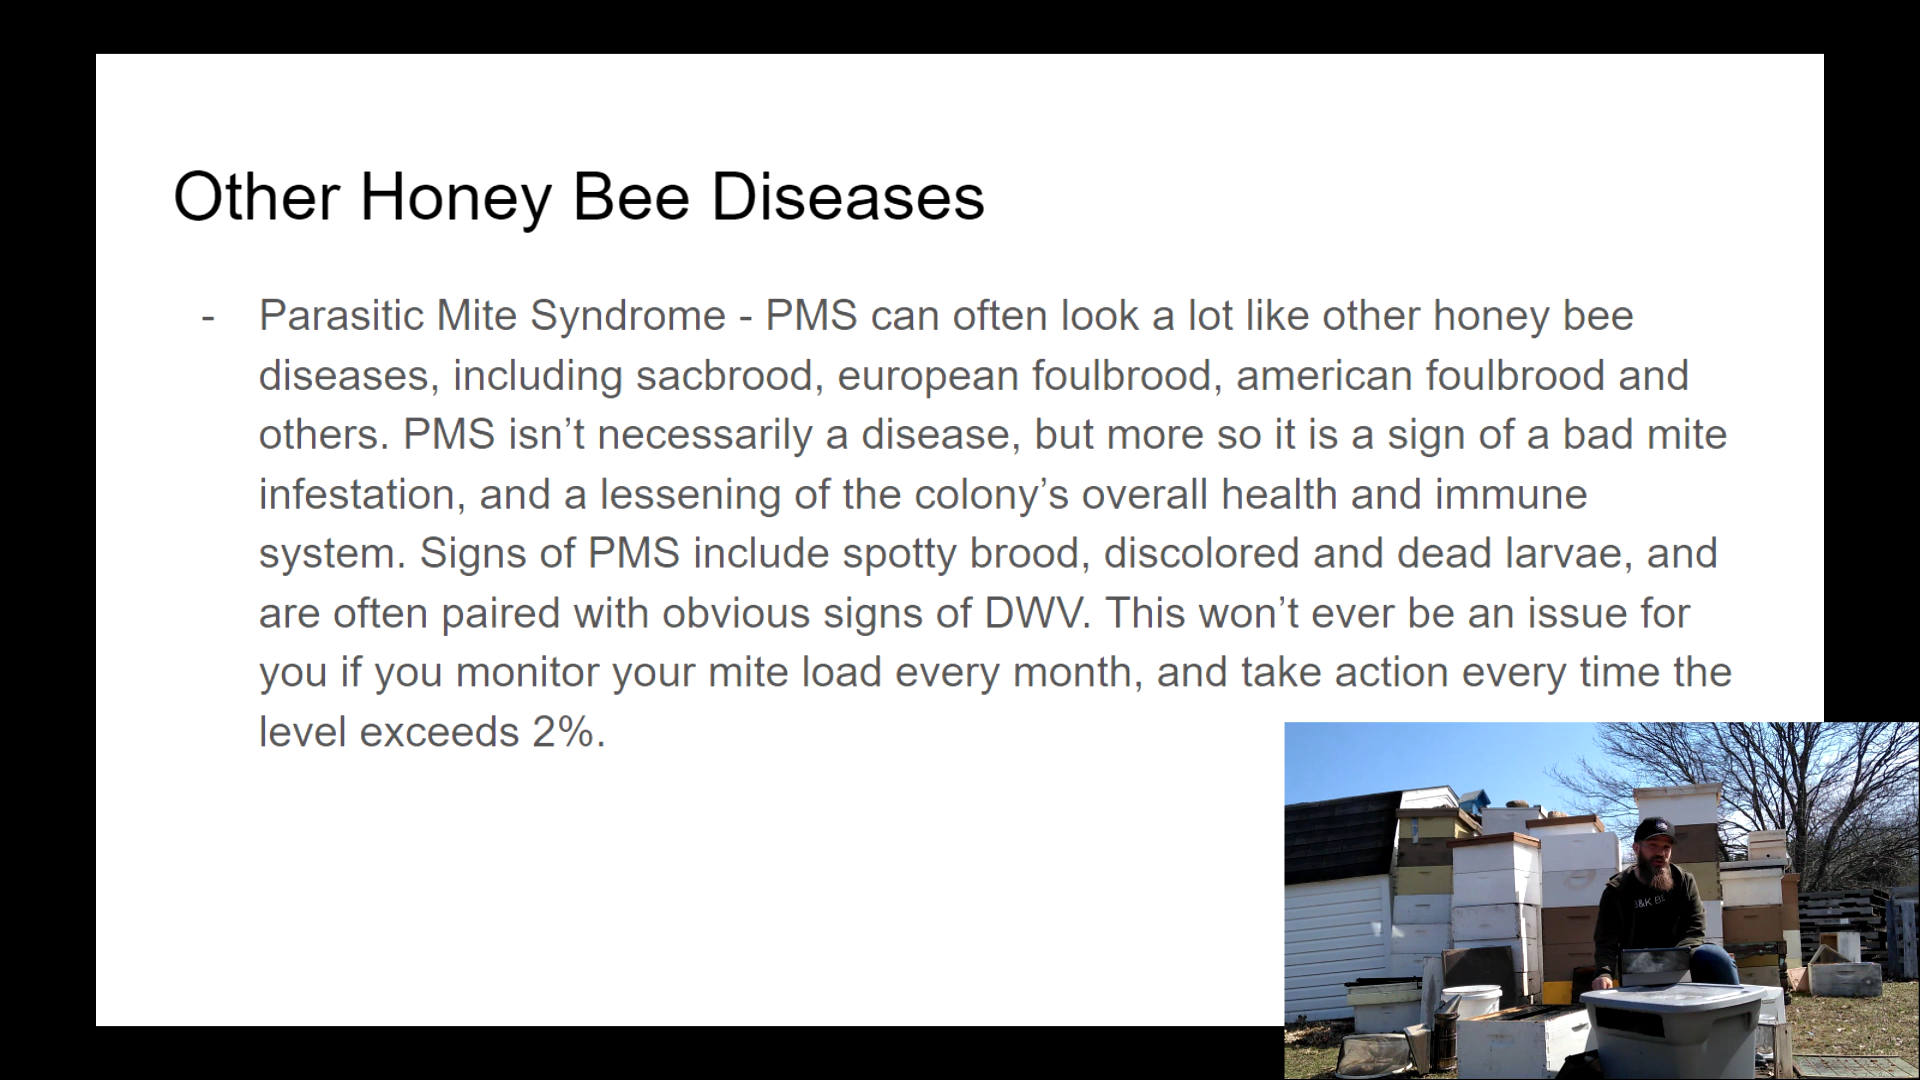 Other Honey Bee Diseases
- Parasitic Mite Syndrome - PMS can often look a lot like other honey bee
diseases, including sacbrood, european foulbrood, american foulbrood and
others. PMS isn’t necessarily a disease, but more so it is a sign of a bad mite
infestation, and a lessening of the colony’s overall health and immune
system. Signs of PMS include spotty brood, discolored and dead larvae, and
are often paired with obvious signs of DWV. This won’t ever be an issue for
you if you monitor your mite load every month, and take action every time the
level exceeds 2%.